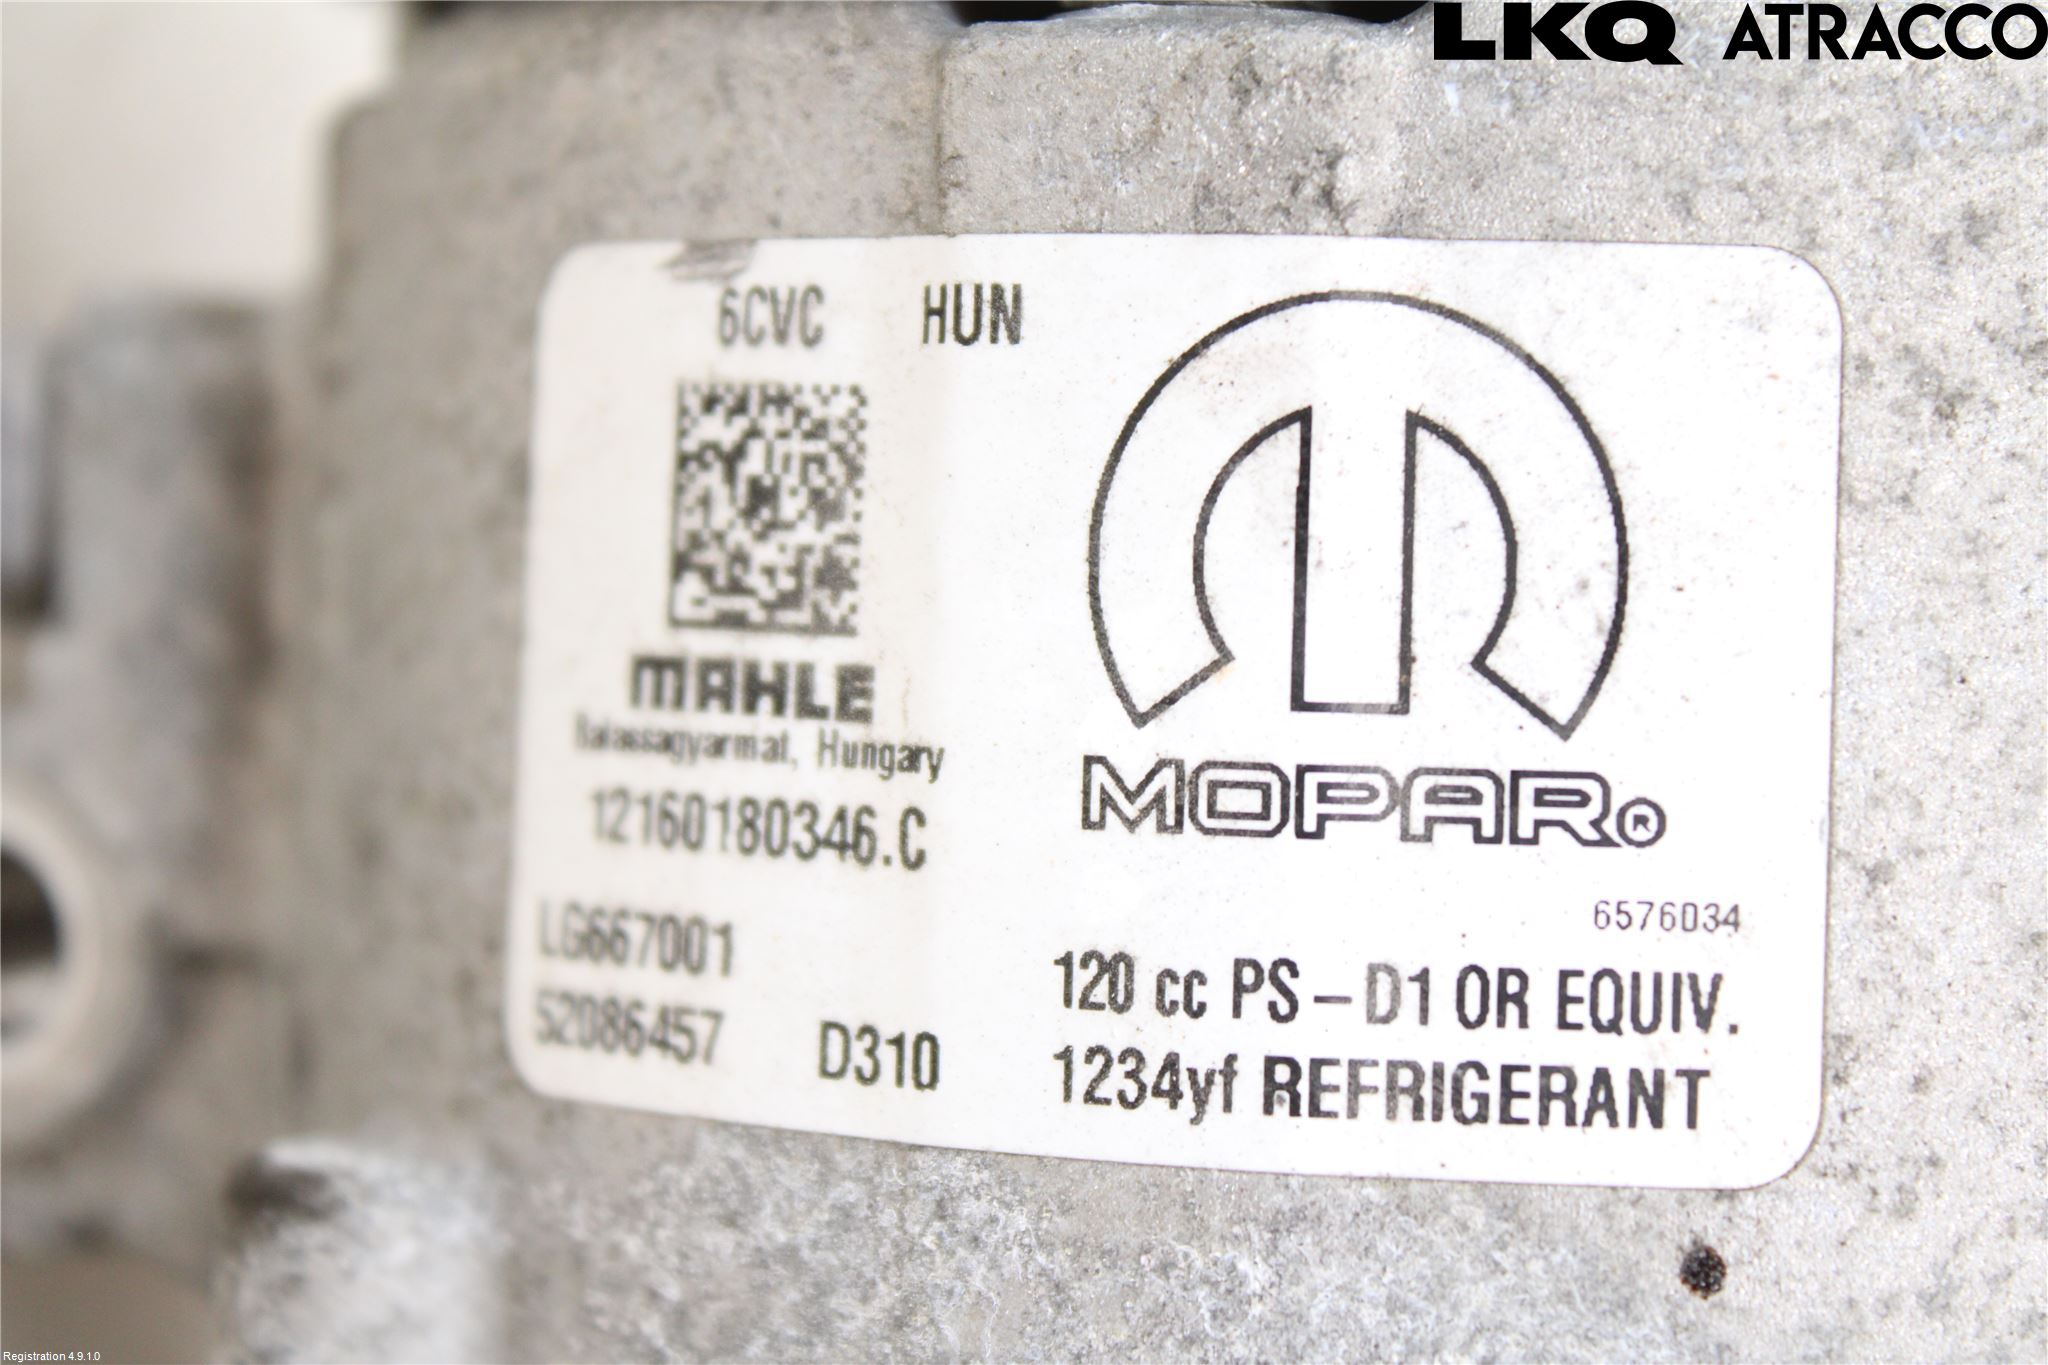 LKQ ATRACCO
6CVC HUN
MAHLE
Balassagyarmat, Hungary
12160180346.C
LG667001
52086457 D310
MOPAR®
6576034
120 cc PS-D1 OR EQUIV.
1234yf REFRIGERANT
Registration 4.9.1.0